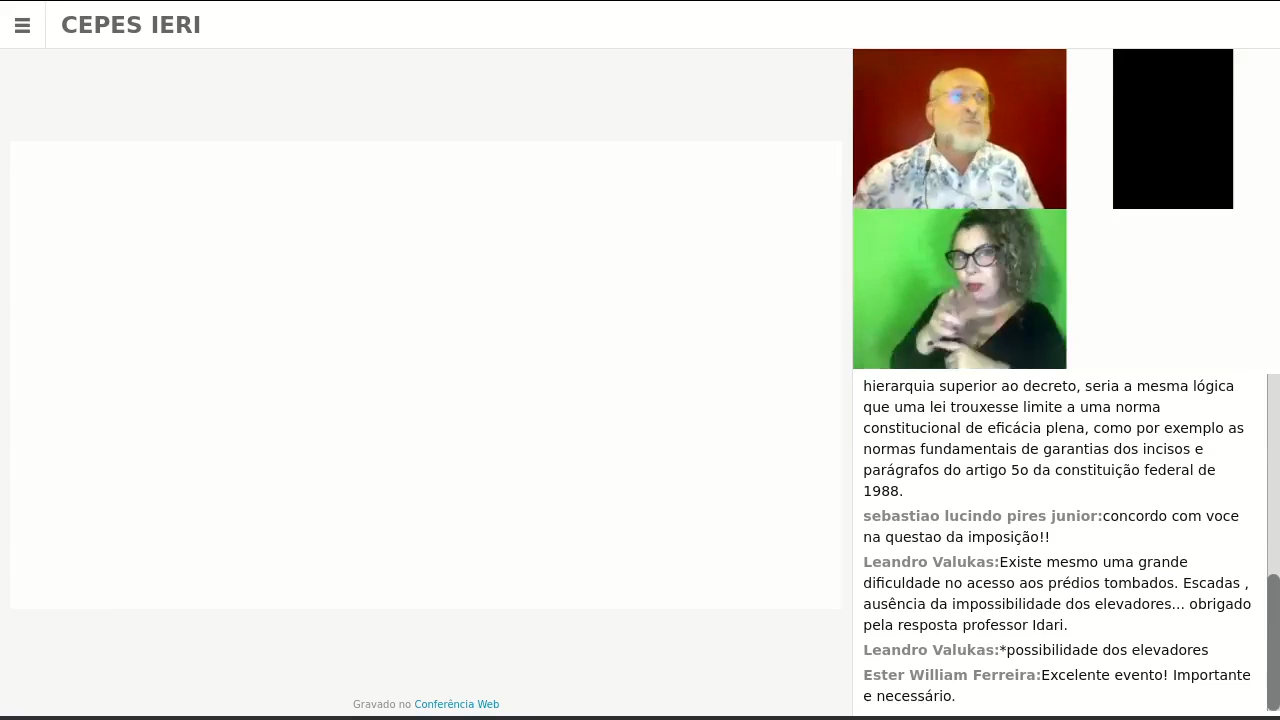 CEPES IERI
hierarquia superior ao decreto, seria a mesma lógica
que uma lei trouxesse limite a uma norma
constitucional de eficácia plena, como por exemplo as
normas fundamentais de garantias dos incisos e
parágrafos do artigo 5o da constituição federal de
1988.
sebastiao lucindo pires junior:concordo com voce
na questao da imposição!!
Leandro Valukas:Existe mesmo uma grande
dificuldade no acesso aos prédios tombados. Escadas ,
ausência da impossibilidade dos elevadores... obrigado
pela resposta professor Idari.
Leandro Valukas:*possibilidade dos elevadores
Ester William Ferreira:Excelente evento! Importante
e necessário.
Gravado no Conferência Web